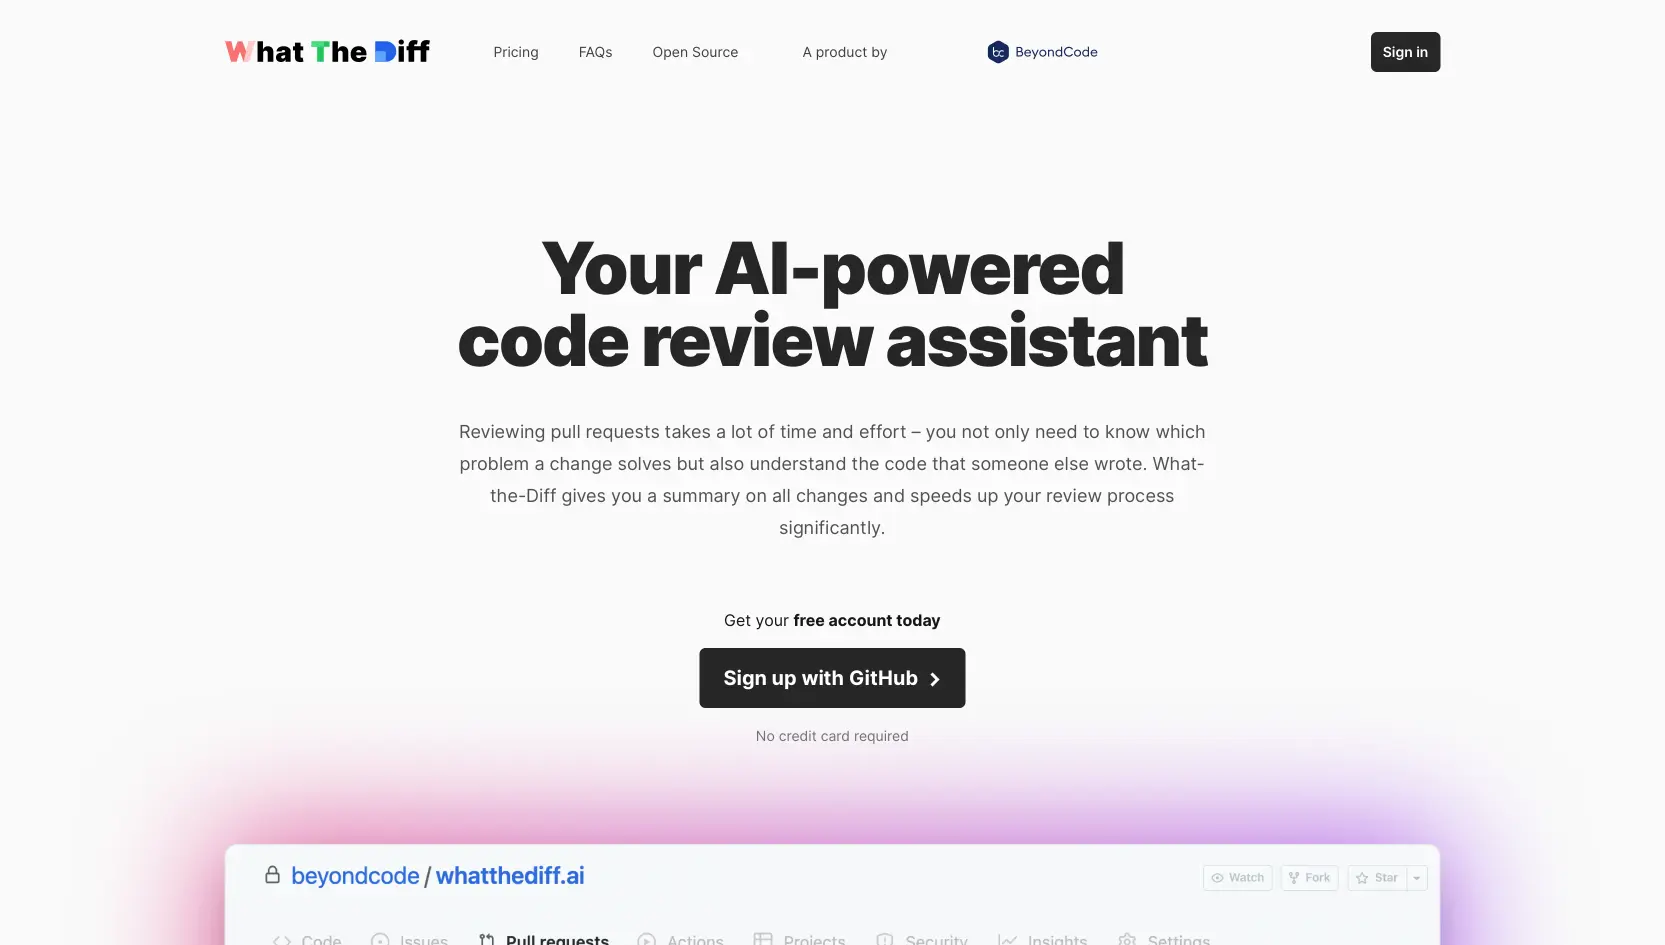 What The Diff
Pricing
FAQs
Open Source
A product by
bc BeyondCode
Sign in
Your AI-powered
code review assistant
Reviewing pull requests takes a lot of time and effort – you not only need to know which
problem a change solves but also understand the code that someone else wrote. What-
the-Diff gives you a summary on all changes and speeds up your review process
significantly.
Get your free account today
Sign up with GitHub
No credit card required
beyondcode / whatthediff.ai
Watch
Fork
Star
Code
Issues
Pull requests
Actions
Projects
Security
Insights
Settings